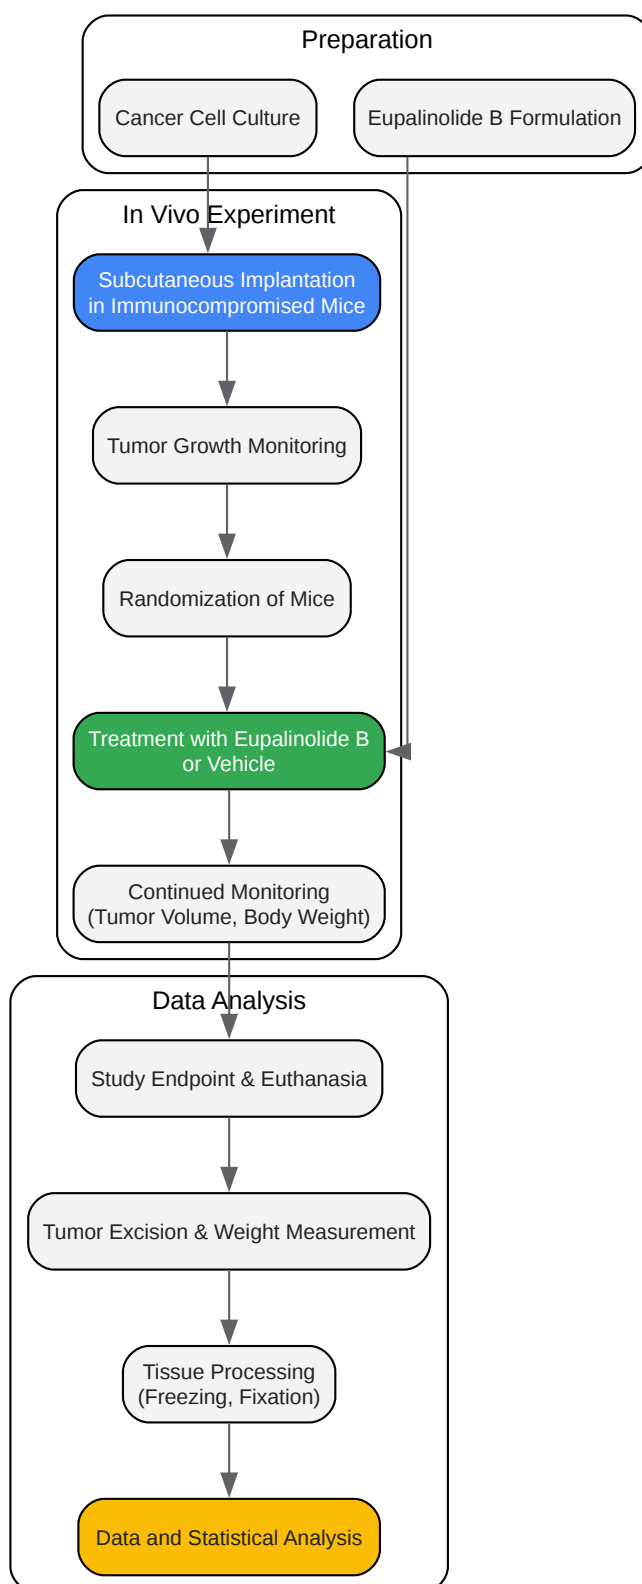 Preparation
Cancer Cell Culture
Eupalinolide B Formulation
In Vivo Experiment
Subcutaneous Implantation
in Immunocompromised Mice
Tumor Growth Monitoring
Randomization of Mice
Treatment with Eupalinolide B
or Vehicle
Continued Monitoring
(Tumor Volume, Body Weight)
Data Analysis
Study Endpoint & Euthanasia
Tumor Excision & Weight Measurement
Tissue Processing
(Freezing, Fixation)
Data and Statistical Analysis